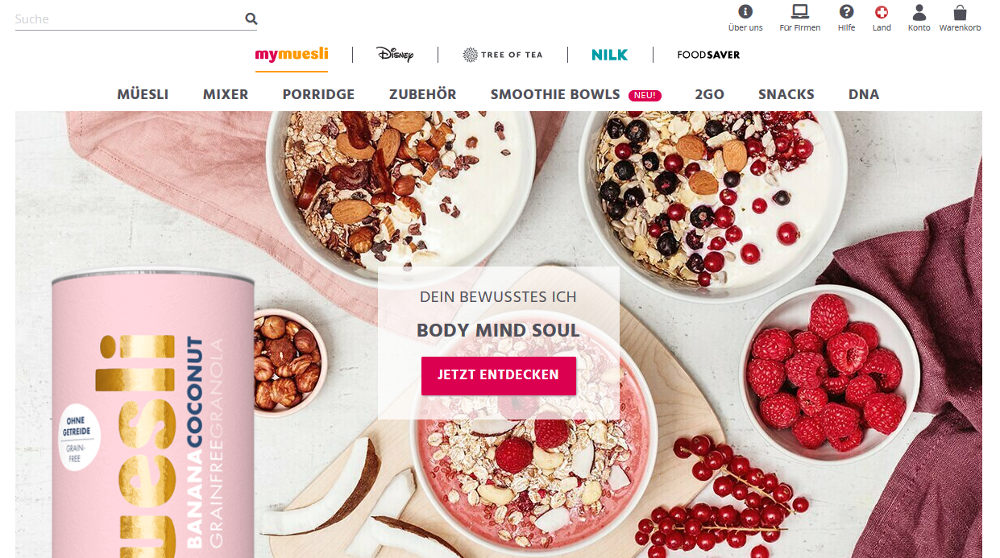 Suche
Über uns
Für Firmen
Hilfe
Land
Konto
Warenkorb
mymuesli
Disney
TREE OF TEA
NILK
FOODSAVER
MÜESLI
MIXER
PORRIDGE
ZUBEHÖR
SMOOTHIE BOWLS NEU!
2GO
SNACKS
DNA
DEIN BEWUSSTES ICH
BODY MIND SOUL
JETZT ENTDECKEN
OHNE
GETREIDE
GRAIN-
FREE
uesli
BANANACOCONUT
GRAINFREEGRANOLA